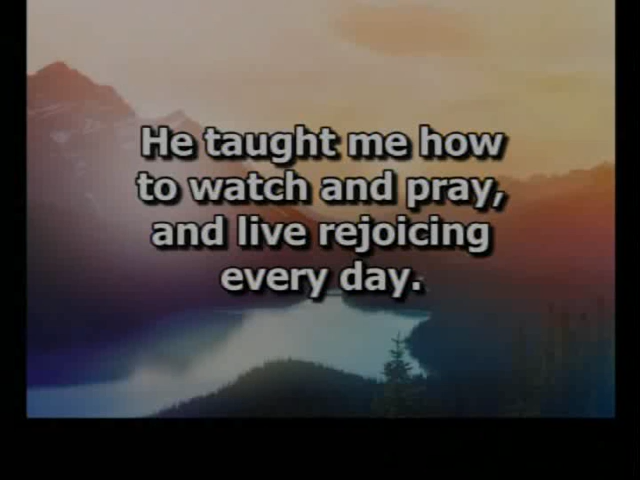 He taught me how
to watch and pray,
and live rejoicing
every day.